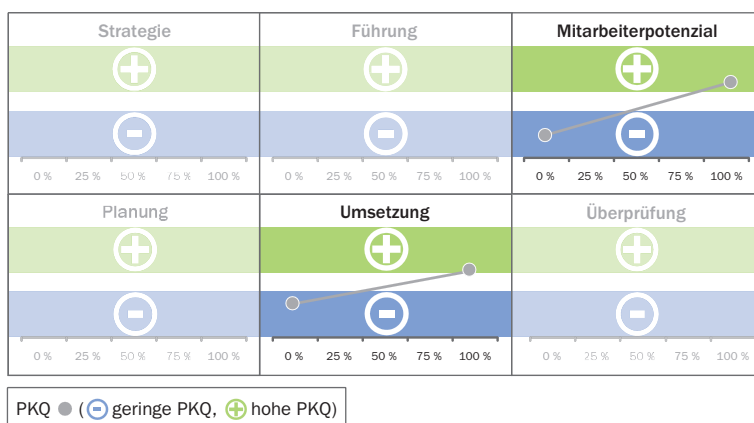 Strategie Führung Mitarbeiterpotenzial
0 % 25 % 50 % 75 % 100 % 0 % 25 % 50 % 75 % 100 % 0 % 25 % 50 % 75 % 100 %
Planung Umsetzung Überprüfung
0 % 25 % 50 % 75 % 100 % 0 % 25 % 50 % 75 % 100 % 0 % 25 % 50 % 75 % 100 %
PKQ ( geringe PKQ, hohe PKQ)